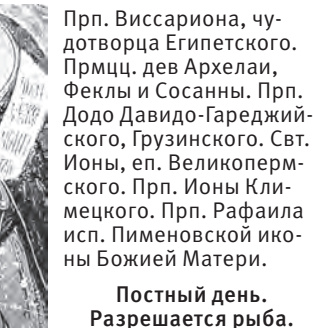 Прп. Виссариона, чу-
дотворца Египетского.
Прмцц. дев Архелаи,
Феклы и Сосанны. Прп.
Додо Давидо-Гареджий-
ского, Грузинского. Свт.
Ионы, еп. Великоперм-
ского. Прп. Ионы Кли-
мецкого. Прп. Рафаила
исп. Пименовской ико-
ны Божией Матери.
Постный день.
Разрешается рыба.